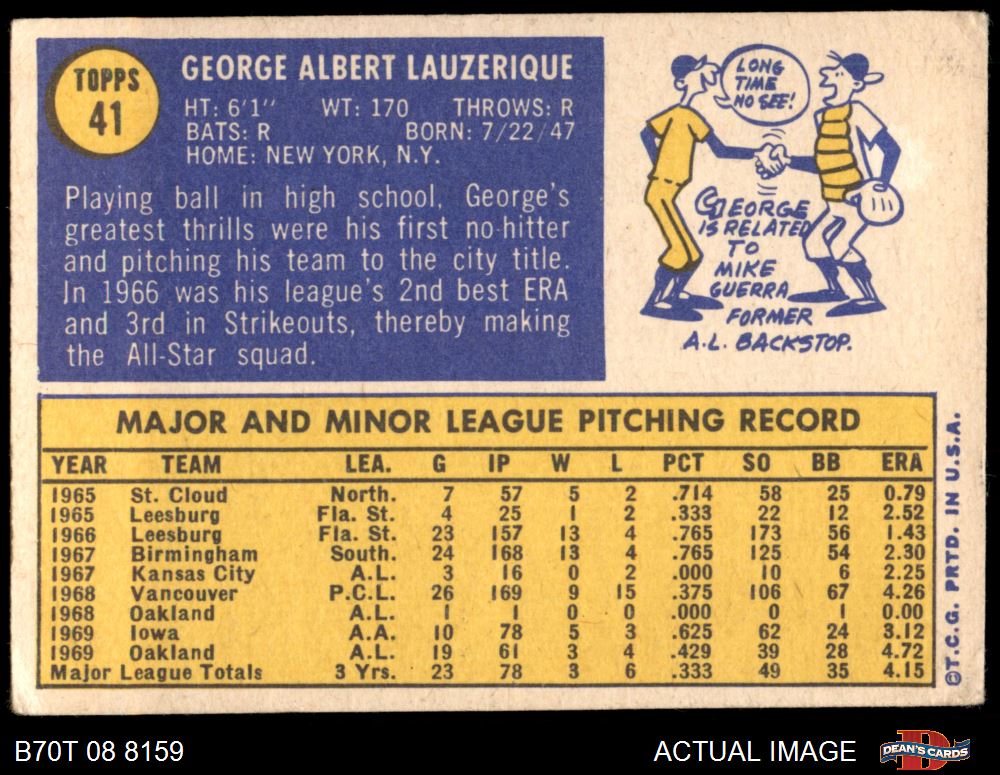 TOPPS
41
GEORGE ALBERT LAUZERIQUE
HT: 6'1" WT: 170 THROWS: R
BATS: R BORN: 7/22/47
HOME: NEW YORK, N.Y.
Playing ball in high school, George's
greatest thrills were his first no-hitter
and pitching his team to the city title.
In 1966 was his league's 2nd best ERA
and 3rd in Strikeouts, thereby making
the All-Star squad.
LONG
TIME
NO SEE!
GEORGE
IS RELATED
TO
MIKE
GUERRA
FORMER
A.L. BACKSTOP.
MAJOR AND MINOR LEAGUE PITCHING RECORD
YEAR TEAM LEA. G IP W L PCT SO BB ERA
1965 St. Cloud North. 7 57 5 2 .714 58 25 0.79
1965 Leesburg Fla. St. 4 25 1 2 .333 22 12 2.52
1966 Leesburg Fla. St. 23 157 13 4 .765 173 56 1.43
1967 Birmingham South. 24 168 13 4 .765 125 54 2.30
1967 Kansas City A.L. 3 16 0 2 .000 10 6 2.25
1968 Vancouver P.C.L. 26 169 9 15 .375 106 67 4.26
1968 Oakland A.L. 1 1 0 0 .000 0 1 0.00
1969 Iowa A.A. 10 78 5 3 .625 62 24 3.12
1969 Oakland A.L. 19 61 3 4 .429 39 28 4.72
Major League Totals 3 Yrs. 23 78 3 6 .333 49 35 4.15
©T.C.G. PRTD. IN U.S.A.
B70T 08 8159
ACTUAL IMAGE
DEAN'S CARDS